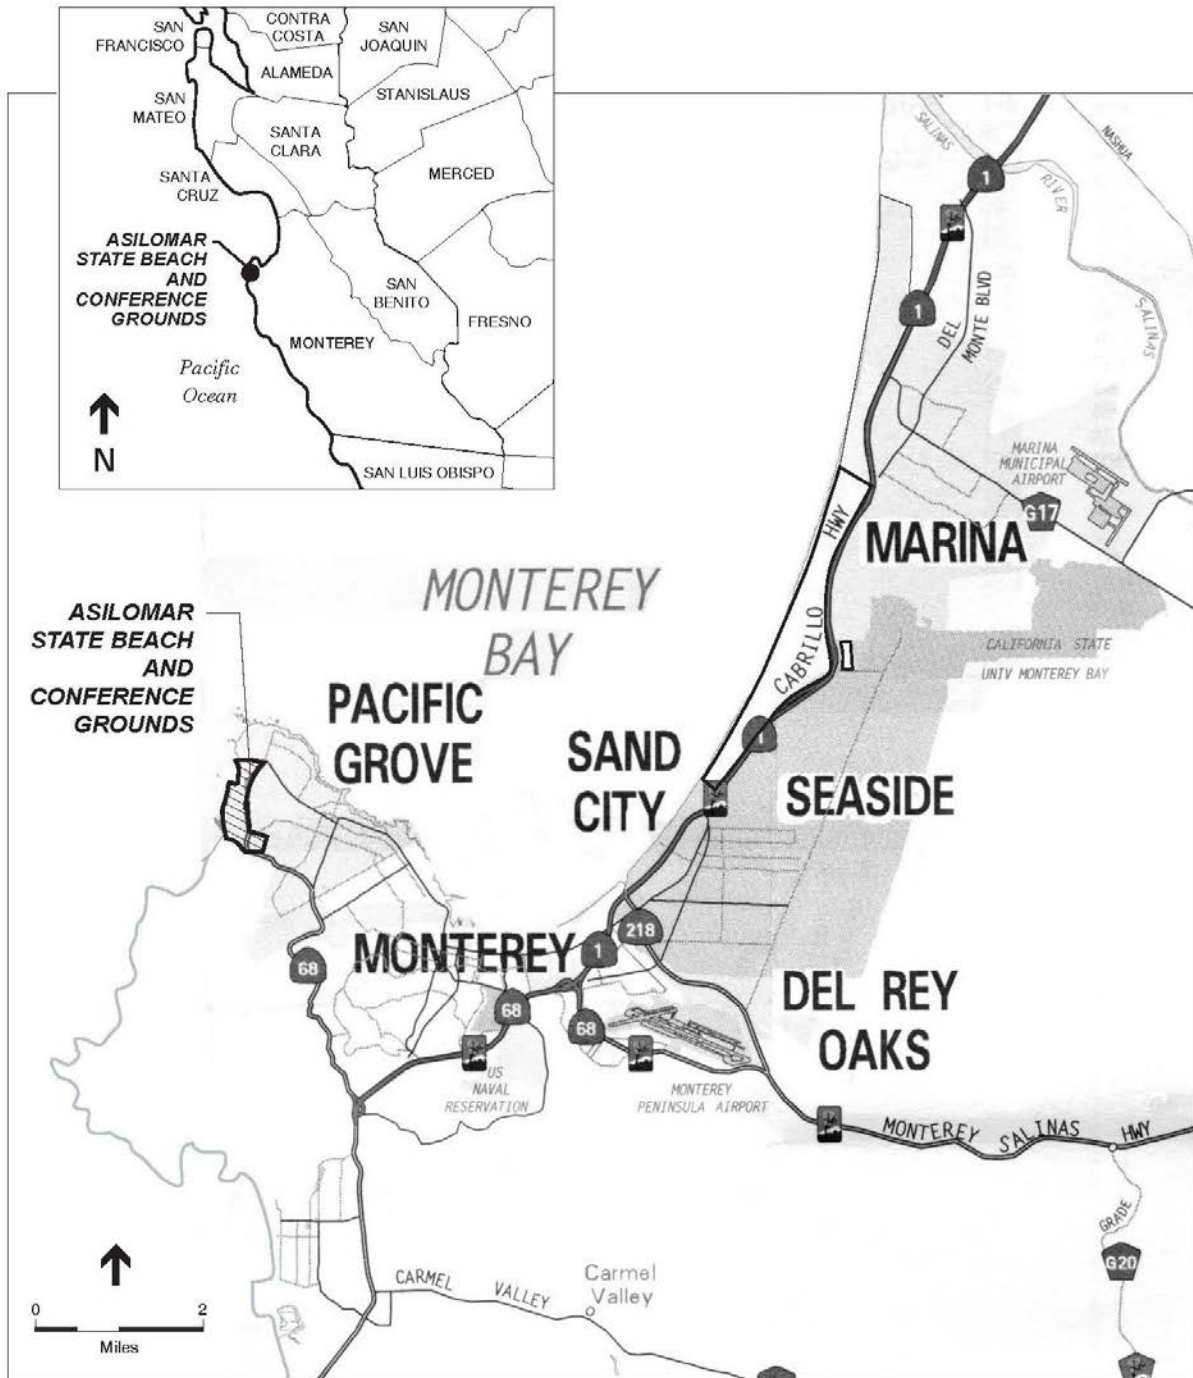 SAN
FRANCISCO
CONTRA
COSTA
SAN
JOAQUIN
ALAMEDA
STANISLAUS
SAN
MATEO
SANTA
CLARA
MERCED
SANTA
CRUZ
ASILOMAR
STATE BEACH
AND
CONFERENCE
GROUNDS
SAN
BENITO
FRESNO
MONTEREY
Pacific
Ocean
N
SAN LUIS OBISPO
SALINAS
RIVER
NASHUA
1
1
DEL
MONTE BLVD
SALINAS
MARINA
MUNICIPAL
AIRPORT
G17
HWY
MARINA
MONTEREY
BAY
CABRILLO
CALIFORNIA STATE
UNIV MONTEREY BAY
ASILOMAR
STATE BEACH
AND
CONFERENCE
GROUNDS
PACIFIC
GROVE
SAND
CITY
1
SEASIDE
218
1
MONTEREY
68
68
68
DEL REY
OAKS
US
NAVAL
RESERVATION
MONTEREY
PENINSULA AIRPORT
MONTEREY SALINAS HWY
GRADE
G20
CARMEL VALLEY
Carmel
Valley
0 2
Miles